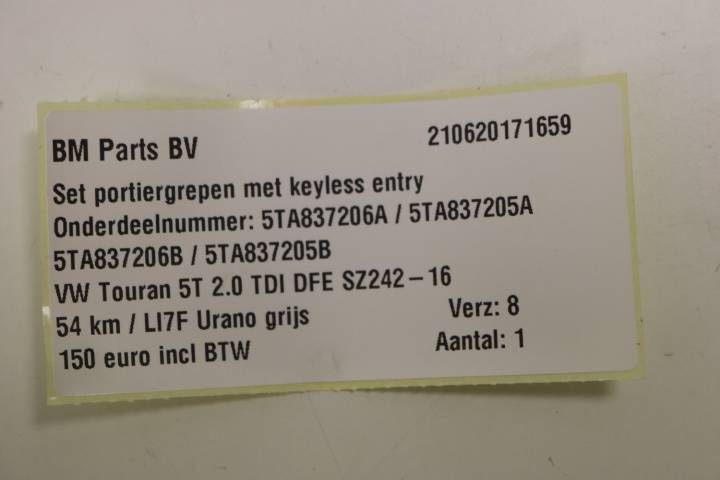 BM Parts BV 210620171659
Set portiergrepen met keyless entry
Onderdeelnummer: 5TA837206A / 5TA837205A
5TA837206B / 5TA837205B
VW Touran 5T 2.0 TDI DFE SZ242-16
54 km / LI7F Urano grijs Verz: 8
150 euro incl BTW Aantal: 1